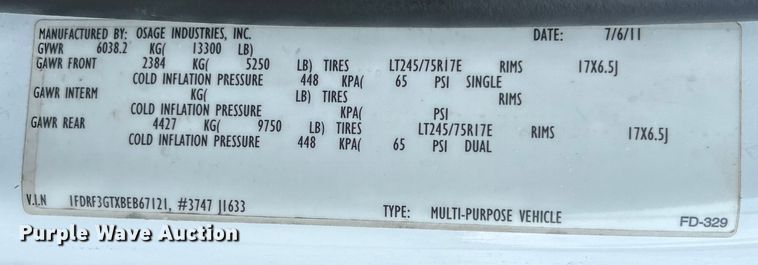 MANUFACTURED BY: OSAGE INDUSTRIES, INC. DATE: 7/6/11
GVWR 6038.2 KG( 13300 LB)
GAWR FRONT 2384 KG( 5250 LB) TIRES LT245/75R17E RIMS 17X6.5J
COLD INFLATION PRESSURE 448 KPA( 65 PSI SINGLE
GAWR INTERM KG( LB) TIRES RIMS
COLD INFLATION PRESSURE KPA( PSI
GAWR REAR 4427 KG( 9750 LB) TIRES LT245/75R17E RIMS 17X6.5J
COLD INFLATION PRESSURE 448 KPA( 65 PSI DUAL
V.I.N 1FDRF3GTXBEB67121, #3747 J1633
TYPE: MULTI-PURPOSE VEHICLE
FD-329
Purple Wave Auction